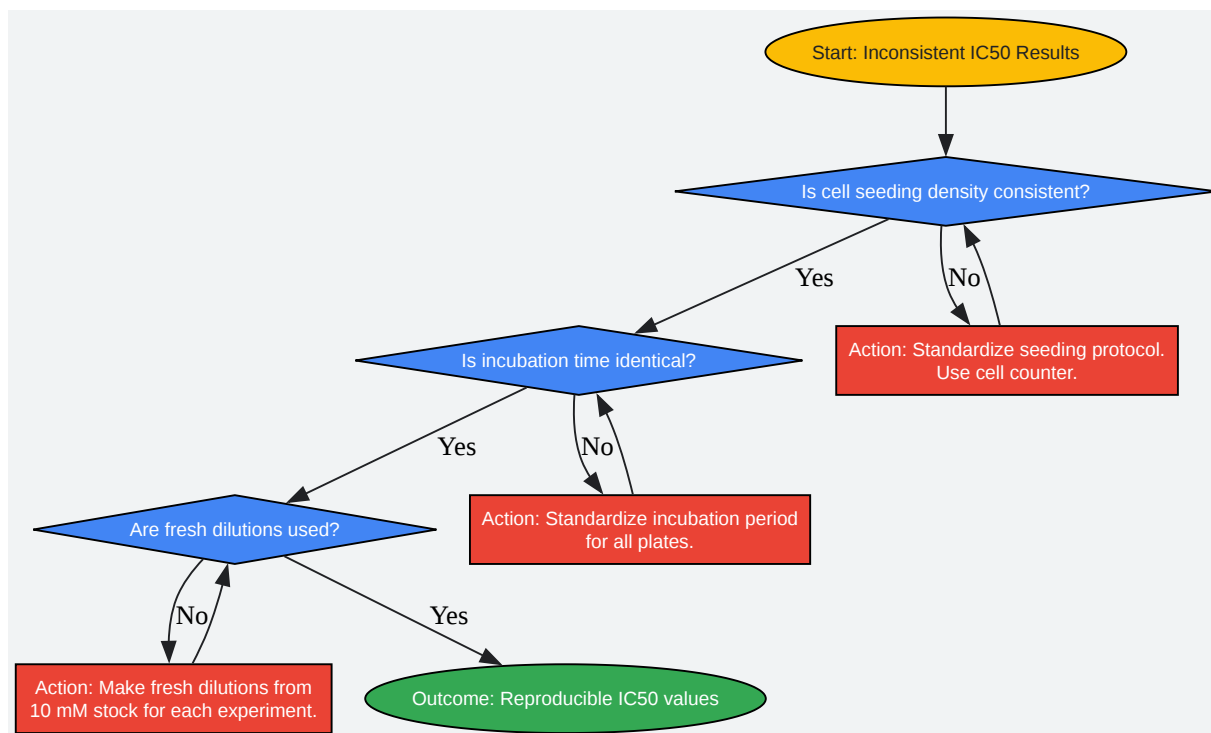 Start: Inconsistent IC50 Results
Is cell seeding density consistent?
Yes
No
Action: Standardize seeding protocol.
Use cell counter.
Is incubation time identical?
Yes
No
Action: Standardize incubation period
for all plates.
Are fresh dilutions used?
No
Yes
Action: Make fresh dilutions from
10 mM stock for each experiment.
Outcome: Reproducible IC50 values